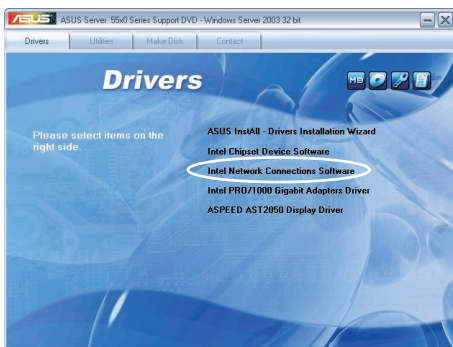 ASUS ASUS Server 55x0 Series Support DVD - Windows Server 2003 32 bit
Drivers Utilities Make Disk Contact
Drivers
MB
Please select items on the
right side.
ASUS InstAll - Drivers Installation Wizard
Intel Chipset Device Software
Intel Network Connections Software
Intel PRO/1000 Gigabit Adapters Driver
ASPEED AST2050 Display Driver